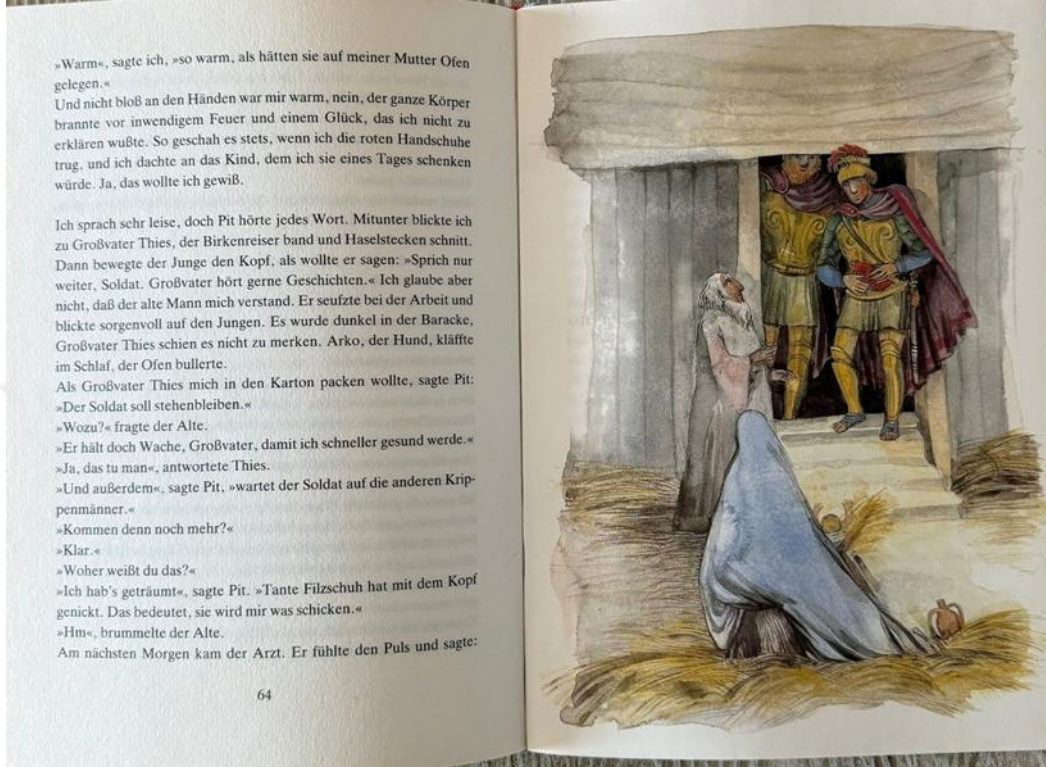 »Warm«, sagte ich, »so warm, als hätten sie auf meiner Mutter Ofen
gelegen.«
Und nicht bloß an den Händen war mir warm, nein, der ganze Körper
brannte vor inwendigem Feuer und einem Glück, das ich nicht zu
erklären wußte. So geschah es stets, wenn ich die roten Handschuhe
trug, und ich dachte an das Kind, dem ich sie eines Tages schenken
würde. Ja, das wollte ich gewiß.
Ich sprach sehr leise, doch Pit hörte jedes Wort. Mitunter blickte ich
zu Großvater Thies, der Birkenreiser band und Haselstecken schnitt.
Dann bewegte der Junge den Kopf, als wollte er sagen: »Sprich nur
weiter, Soldat. Großvater hört gerne Geschichten.« Ich glaube aber
nicht, daß der alte Mann mich verstand. Er seufzte bei der Arbeit und
blickte sorgenvoll auf den Jungen. Es wurde dunkel in der Baracke,
Großvater Thies schien es nicht zu merken. Arko, der Hund, kläffte
im Schlaf, der Ofen bullerte.
Als Großvater Thies mich in den Karton packen wollte, sagte Pit:
»Der Soldat soll stehenbleiben.«
»Wozu?« fragte der Alte.
»Er hält doch Wache, Großvater, damit ich schneller gesund werde.«
»Ja, das tu man«, antwortete Thies.
»Und außerdem«, sagte Pit, »wartet der Soldat auf die anderen Krip-
penmänner.«
»Kommen denn noch mehr?«
»Klar.«
»Woher weißt du das?«
»Ich hab's geträumt«, sagte Pit. »Tante Filzschuh hat mit dem Kopf
genickt. Das bedeutet, sie wird mir was schicken.«
»Hm«, brummelte der Alte.
Am nächsten Morgen kam der Arzt. Er fühlte den Puls und sagte:
64